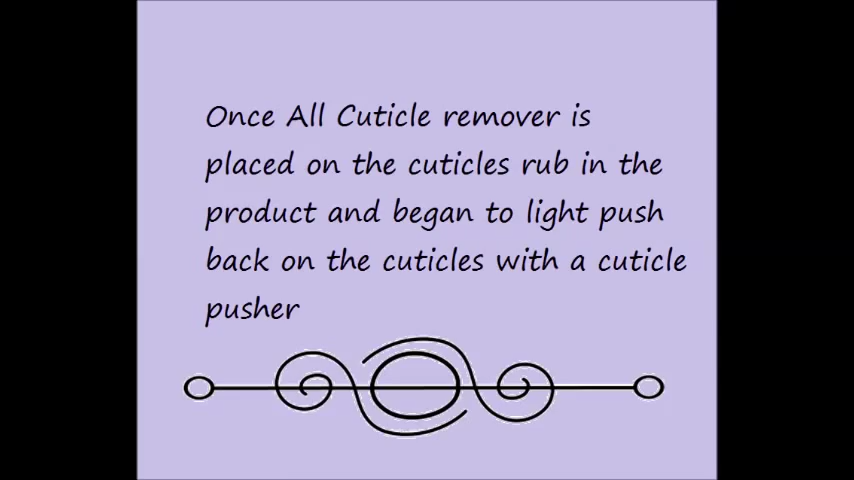 Once All Cuticle remover is
placed on the cuticles rub in the
product and began to light push
back on the cuticles with a cuticle
pusher